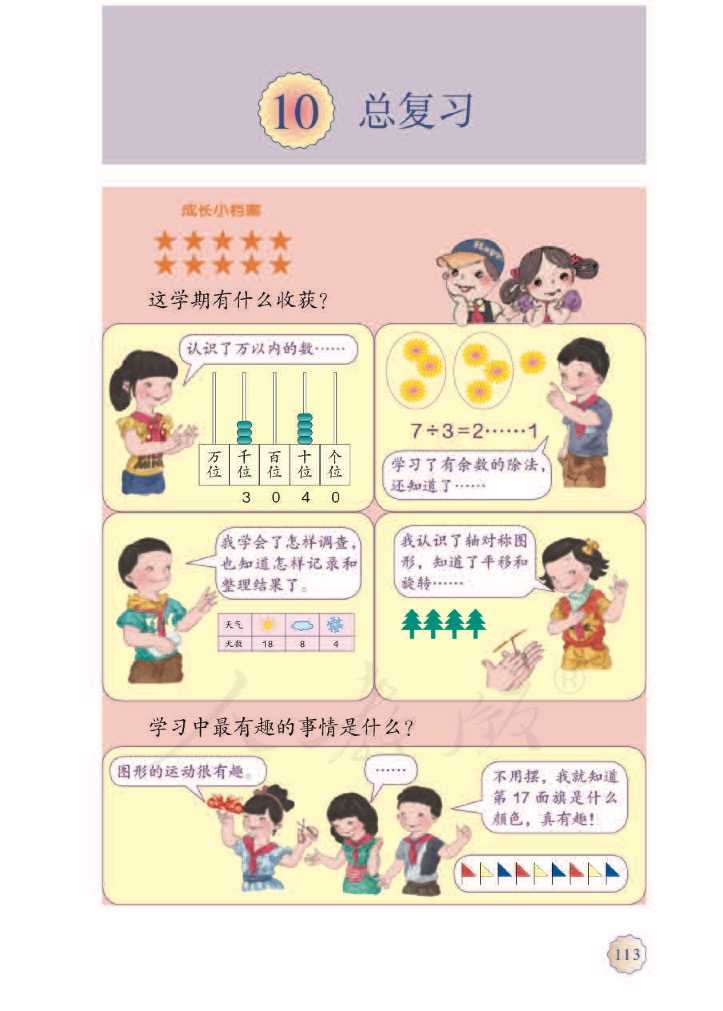 10 总复习
成长小档案
这学期有什么收获？
认识了万以内的数……
万位 千位 百位 十位 个位
3 0 4 0
7÷3=2……1
学习了有余数的除法，
还知道了……
我学会了怎样调查，
也知道怎样记录和
整理结果了。
天气
天数 18 8 4
我认识了轴对称图
形，知道了平移和
旋转……
学习中最有趣的事情是什么？
图形的运动很有趣。
……
不用摆，我就知道
第 17 面旗是什么
颜色，真有趣！
113